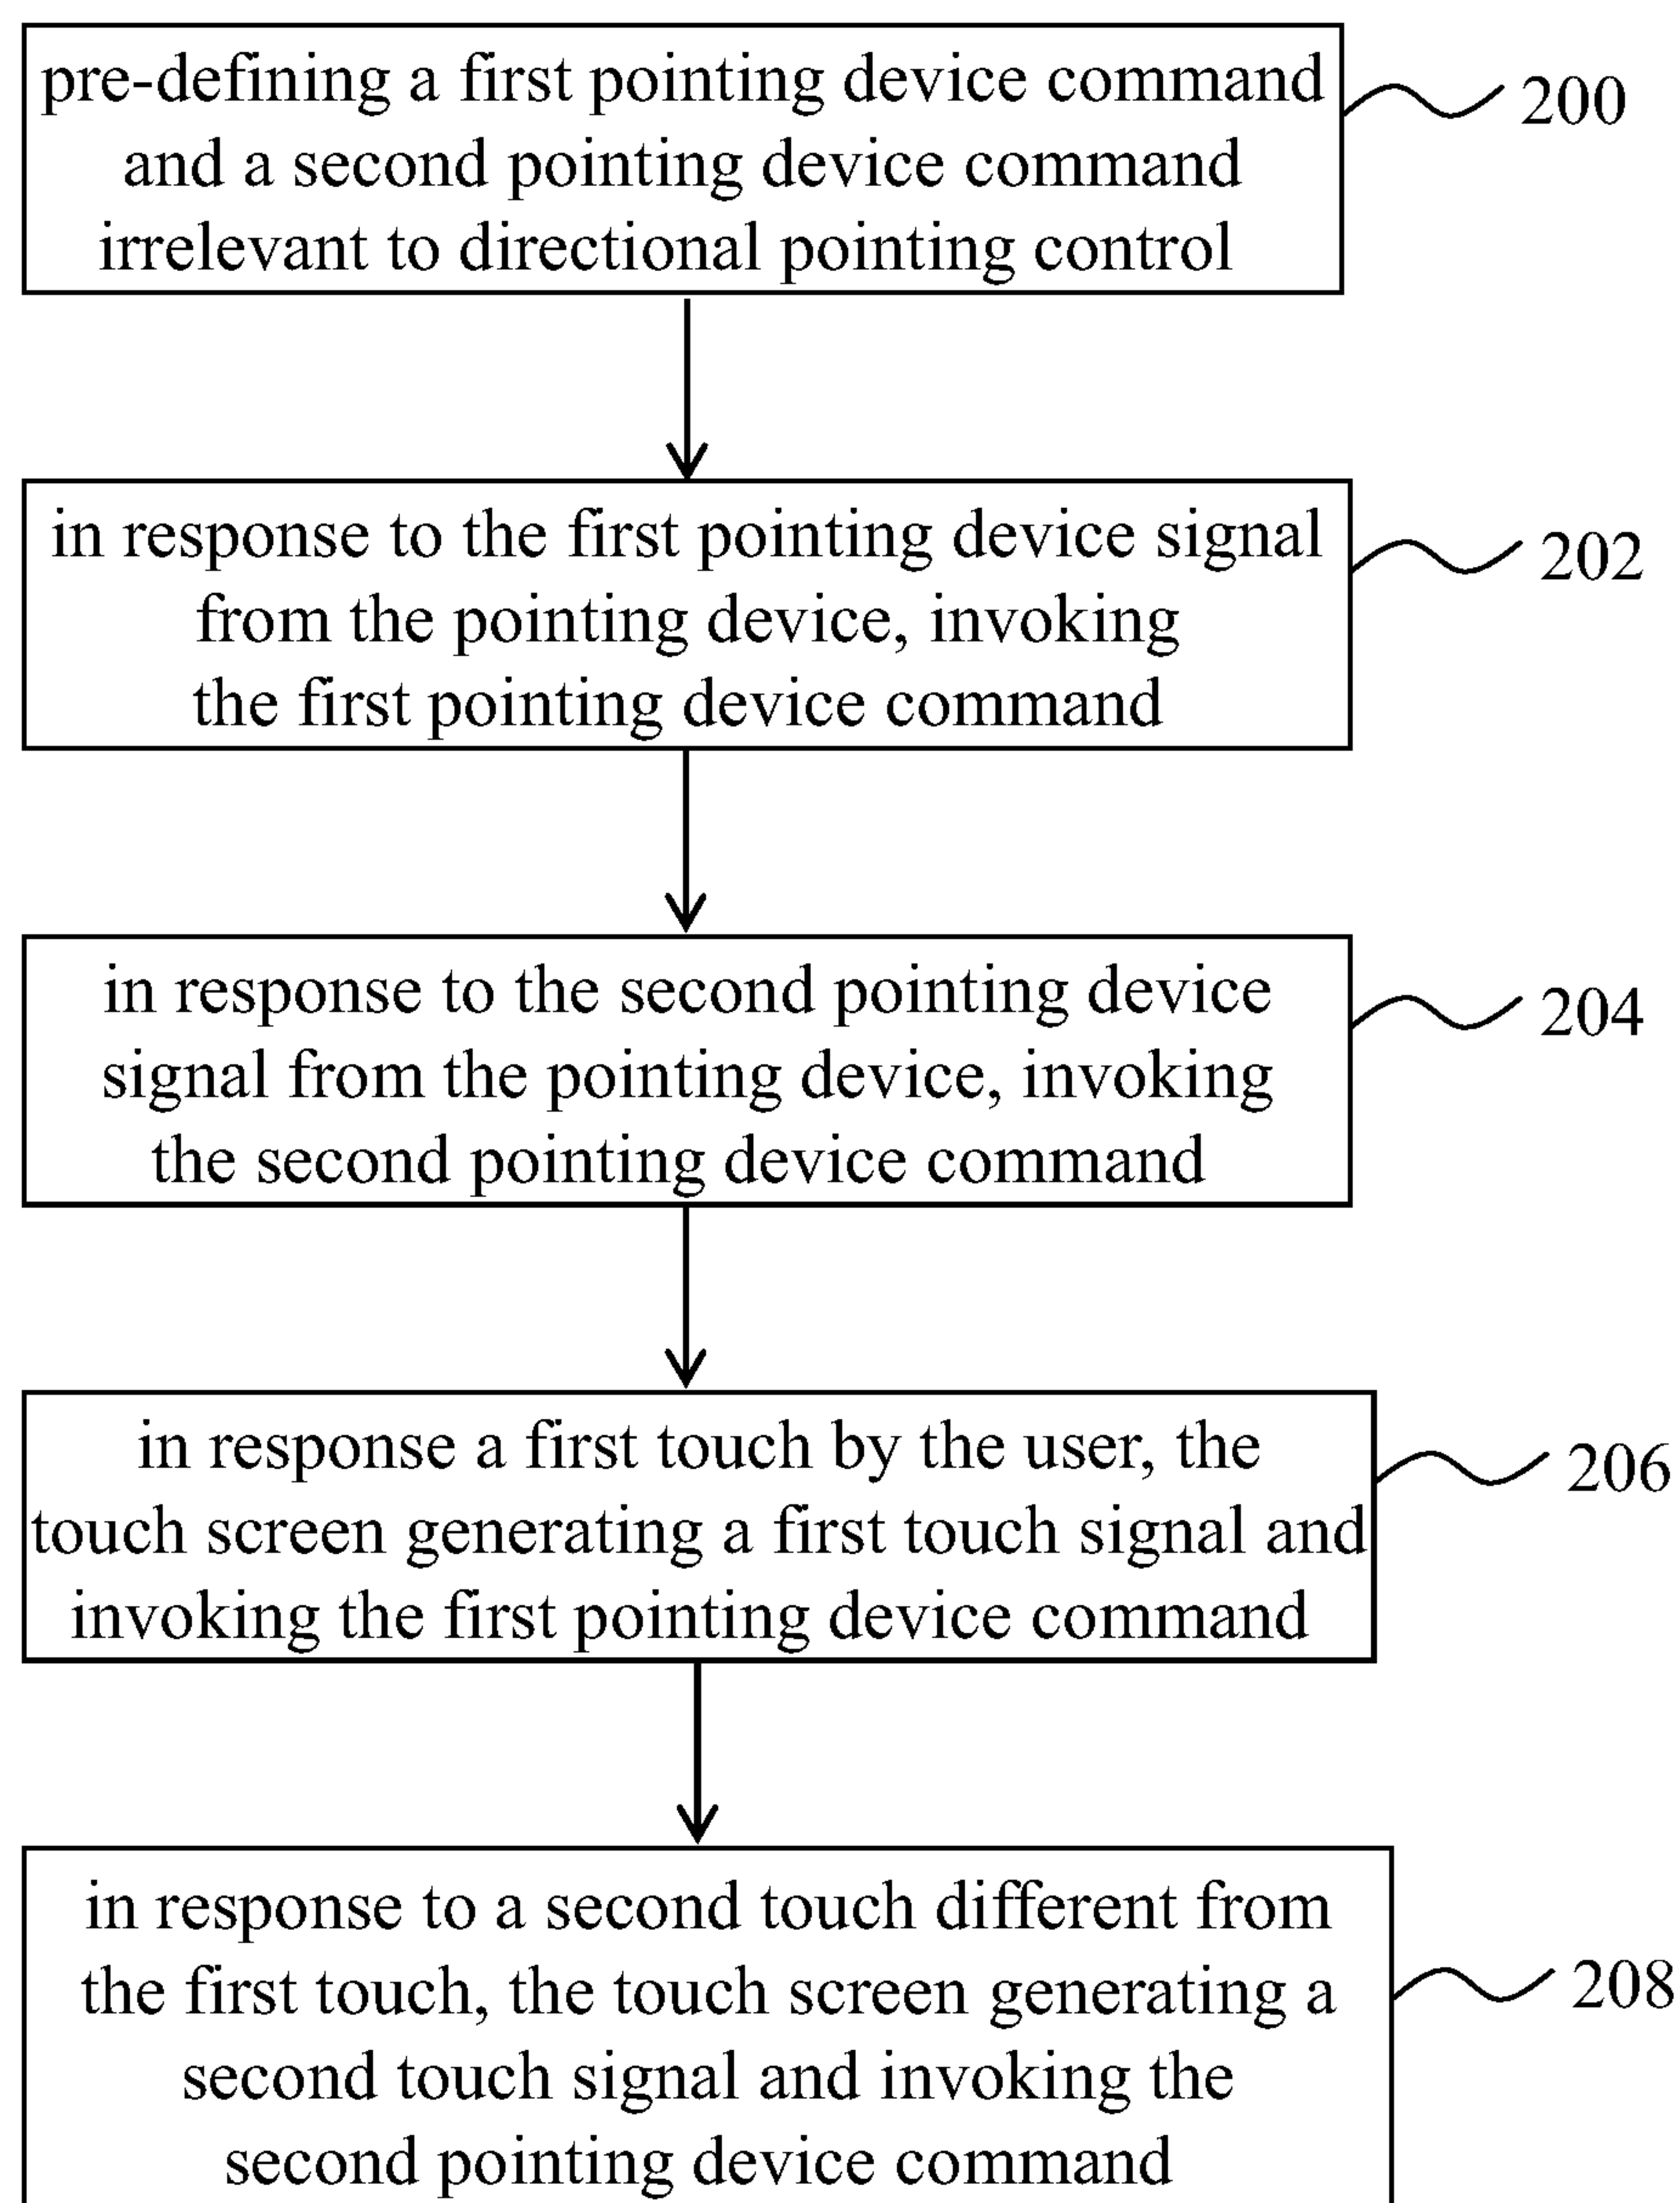 pre-defining a first pointing device command
and a second pointing device command
irrelevant to directional pointing control
200
in response to the first pointing device signal
from the pointing device, invoking
the first pointing device command
202
in response to the second pointing device
signal from the pointing device, invoking
the second pointing device command
204
in response a first touch by the user, the
touch screen generating a first touch signal and
invoking the first pointing device command
206
in response to a second touch different from
the first touch, the touch screen generating a
second touch signal and invoking the
second pointing device command
208